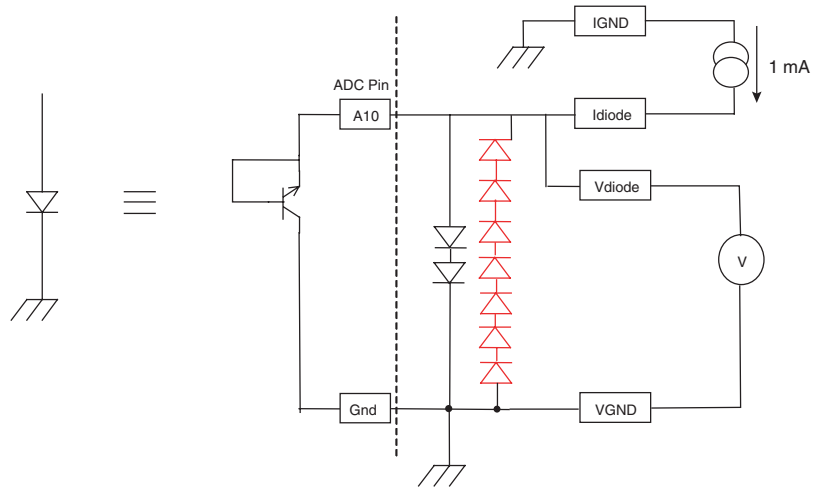 IGND
1 mA
ADC Pin
A10
Idiode
Vdiode
V
Gnd
VGND